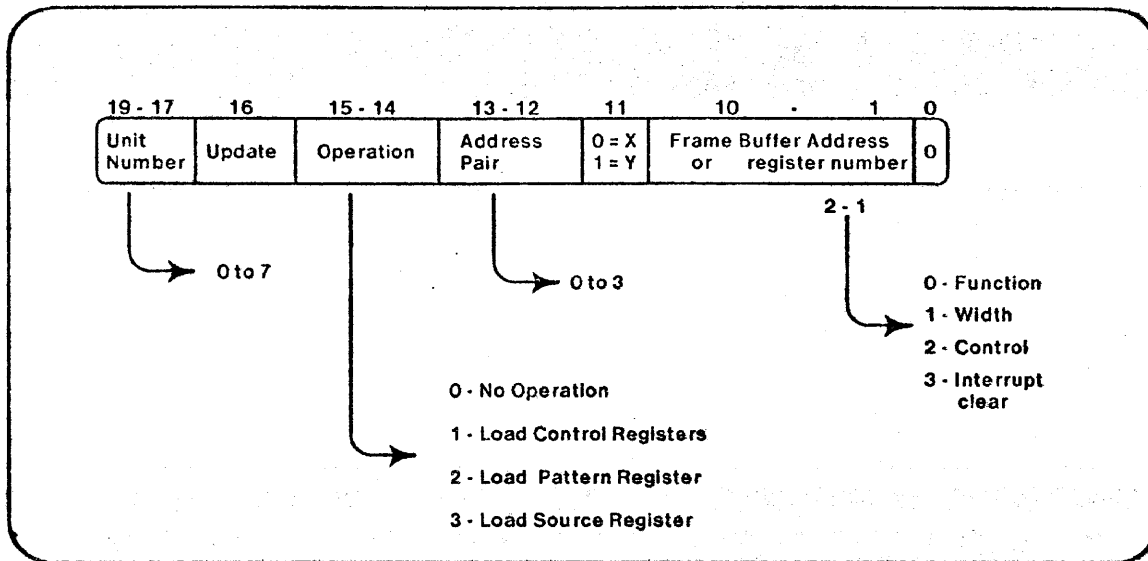 19 - 17 16 15 - 14 13 - 12 11 10 - 1 0
Unit Number
Update
Operation
Address Pair
0 = X
1 = Y
Frame Buffer Address
or register number
0
2 - 1
0 to 7
0 to 3
0 - Function
1 - Width
2 - Control
3 - Interrupt
clear
0 - No Operation
1 - Load Control Registers
2 - Load Pattern Register
3 - Load Source Register